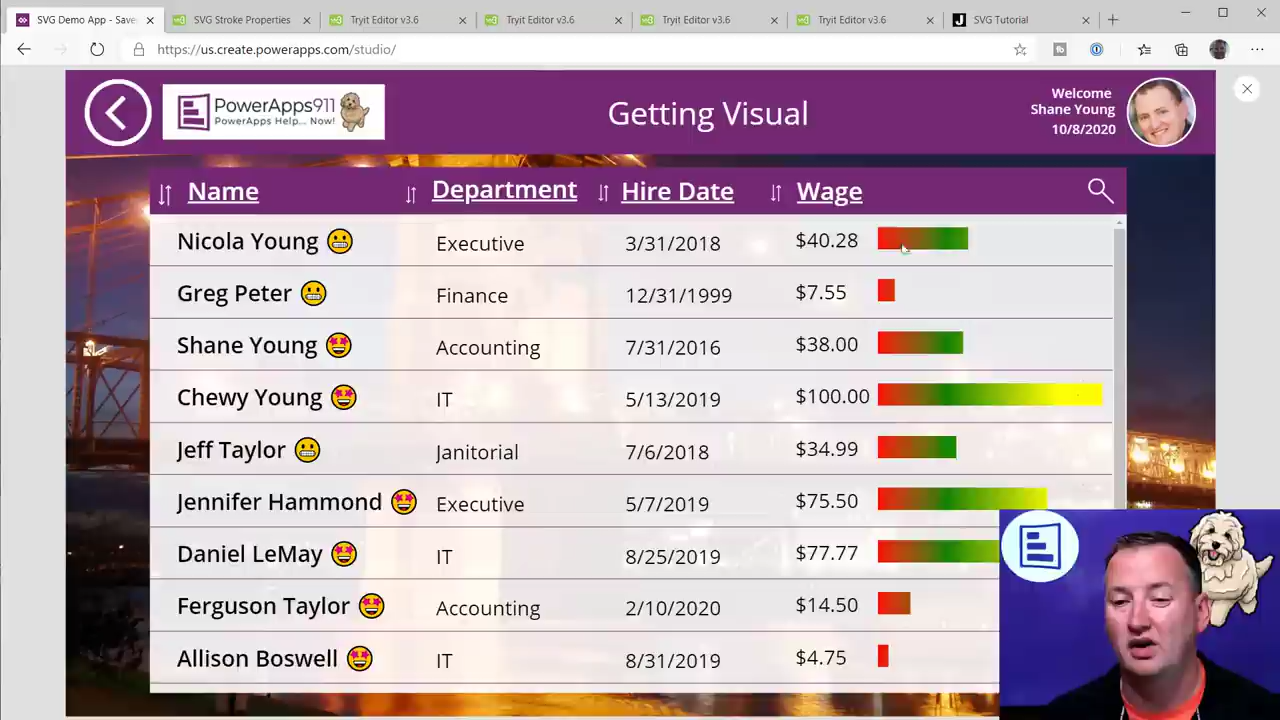 SVG Demo App - Save
SVG Stroke Properties
Tryit Editor v3.6
Tryit Editor v3.6
Tryit Editor v3.6
Tryit Editor v3.6
SVG Tutorial
https://us.create.powerapps.com/studio/
PowerApps911
PowerApps Help... Now!
Getting Visual
Welcome
Shane Young
10/8/2020
Name Department Hire Date Wage
Nicola Young 😬 Executive 3/31/2018 $40.28
Greg Peter 😬 Finance 12/31/1999 $7.55
Shane Young 🤩 Accounting 7/31/2016 $38.00
Chewy Young 🤩 IT 5/13/2019 $100.00
Jeff Taylor 😬 Janitorial 7/6/2018 $34.99
Jennifer Hammond 🤩 Executive 5/7/2019 $75.50
Daniel LeMay 🤩 IT 8/25/2019 $77.77
Ferguson Taylor 🤩 Accounting 2/10/2020 $14.50
Allison Boswell 🤩 IT 8/31/2019 $4.75